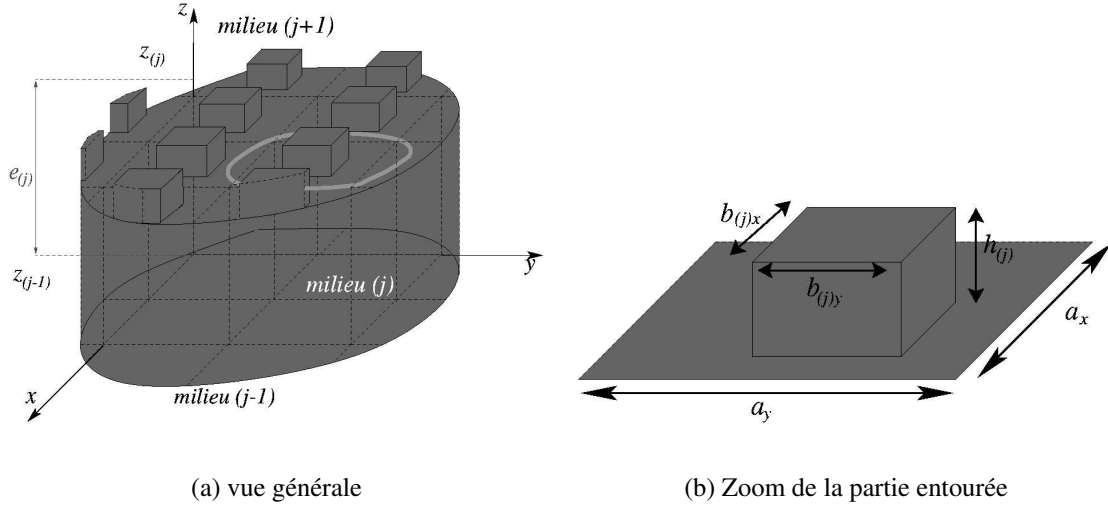 z
milieu (j+1)
z(j)
e(j)
z(j-1)
y
milieu (j)
x
milieu (j-1)
b(j)x
b(j)y
h(j)
ax
ay
(a) vue générale
(b) Zoom de la partie entourée